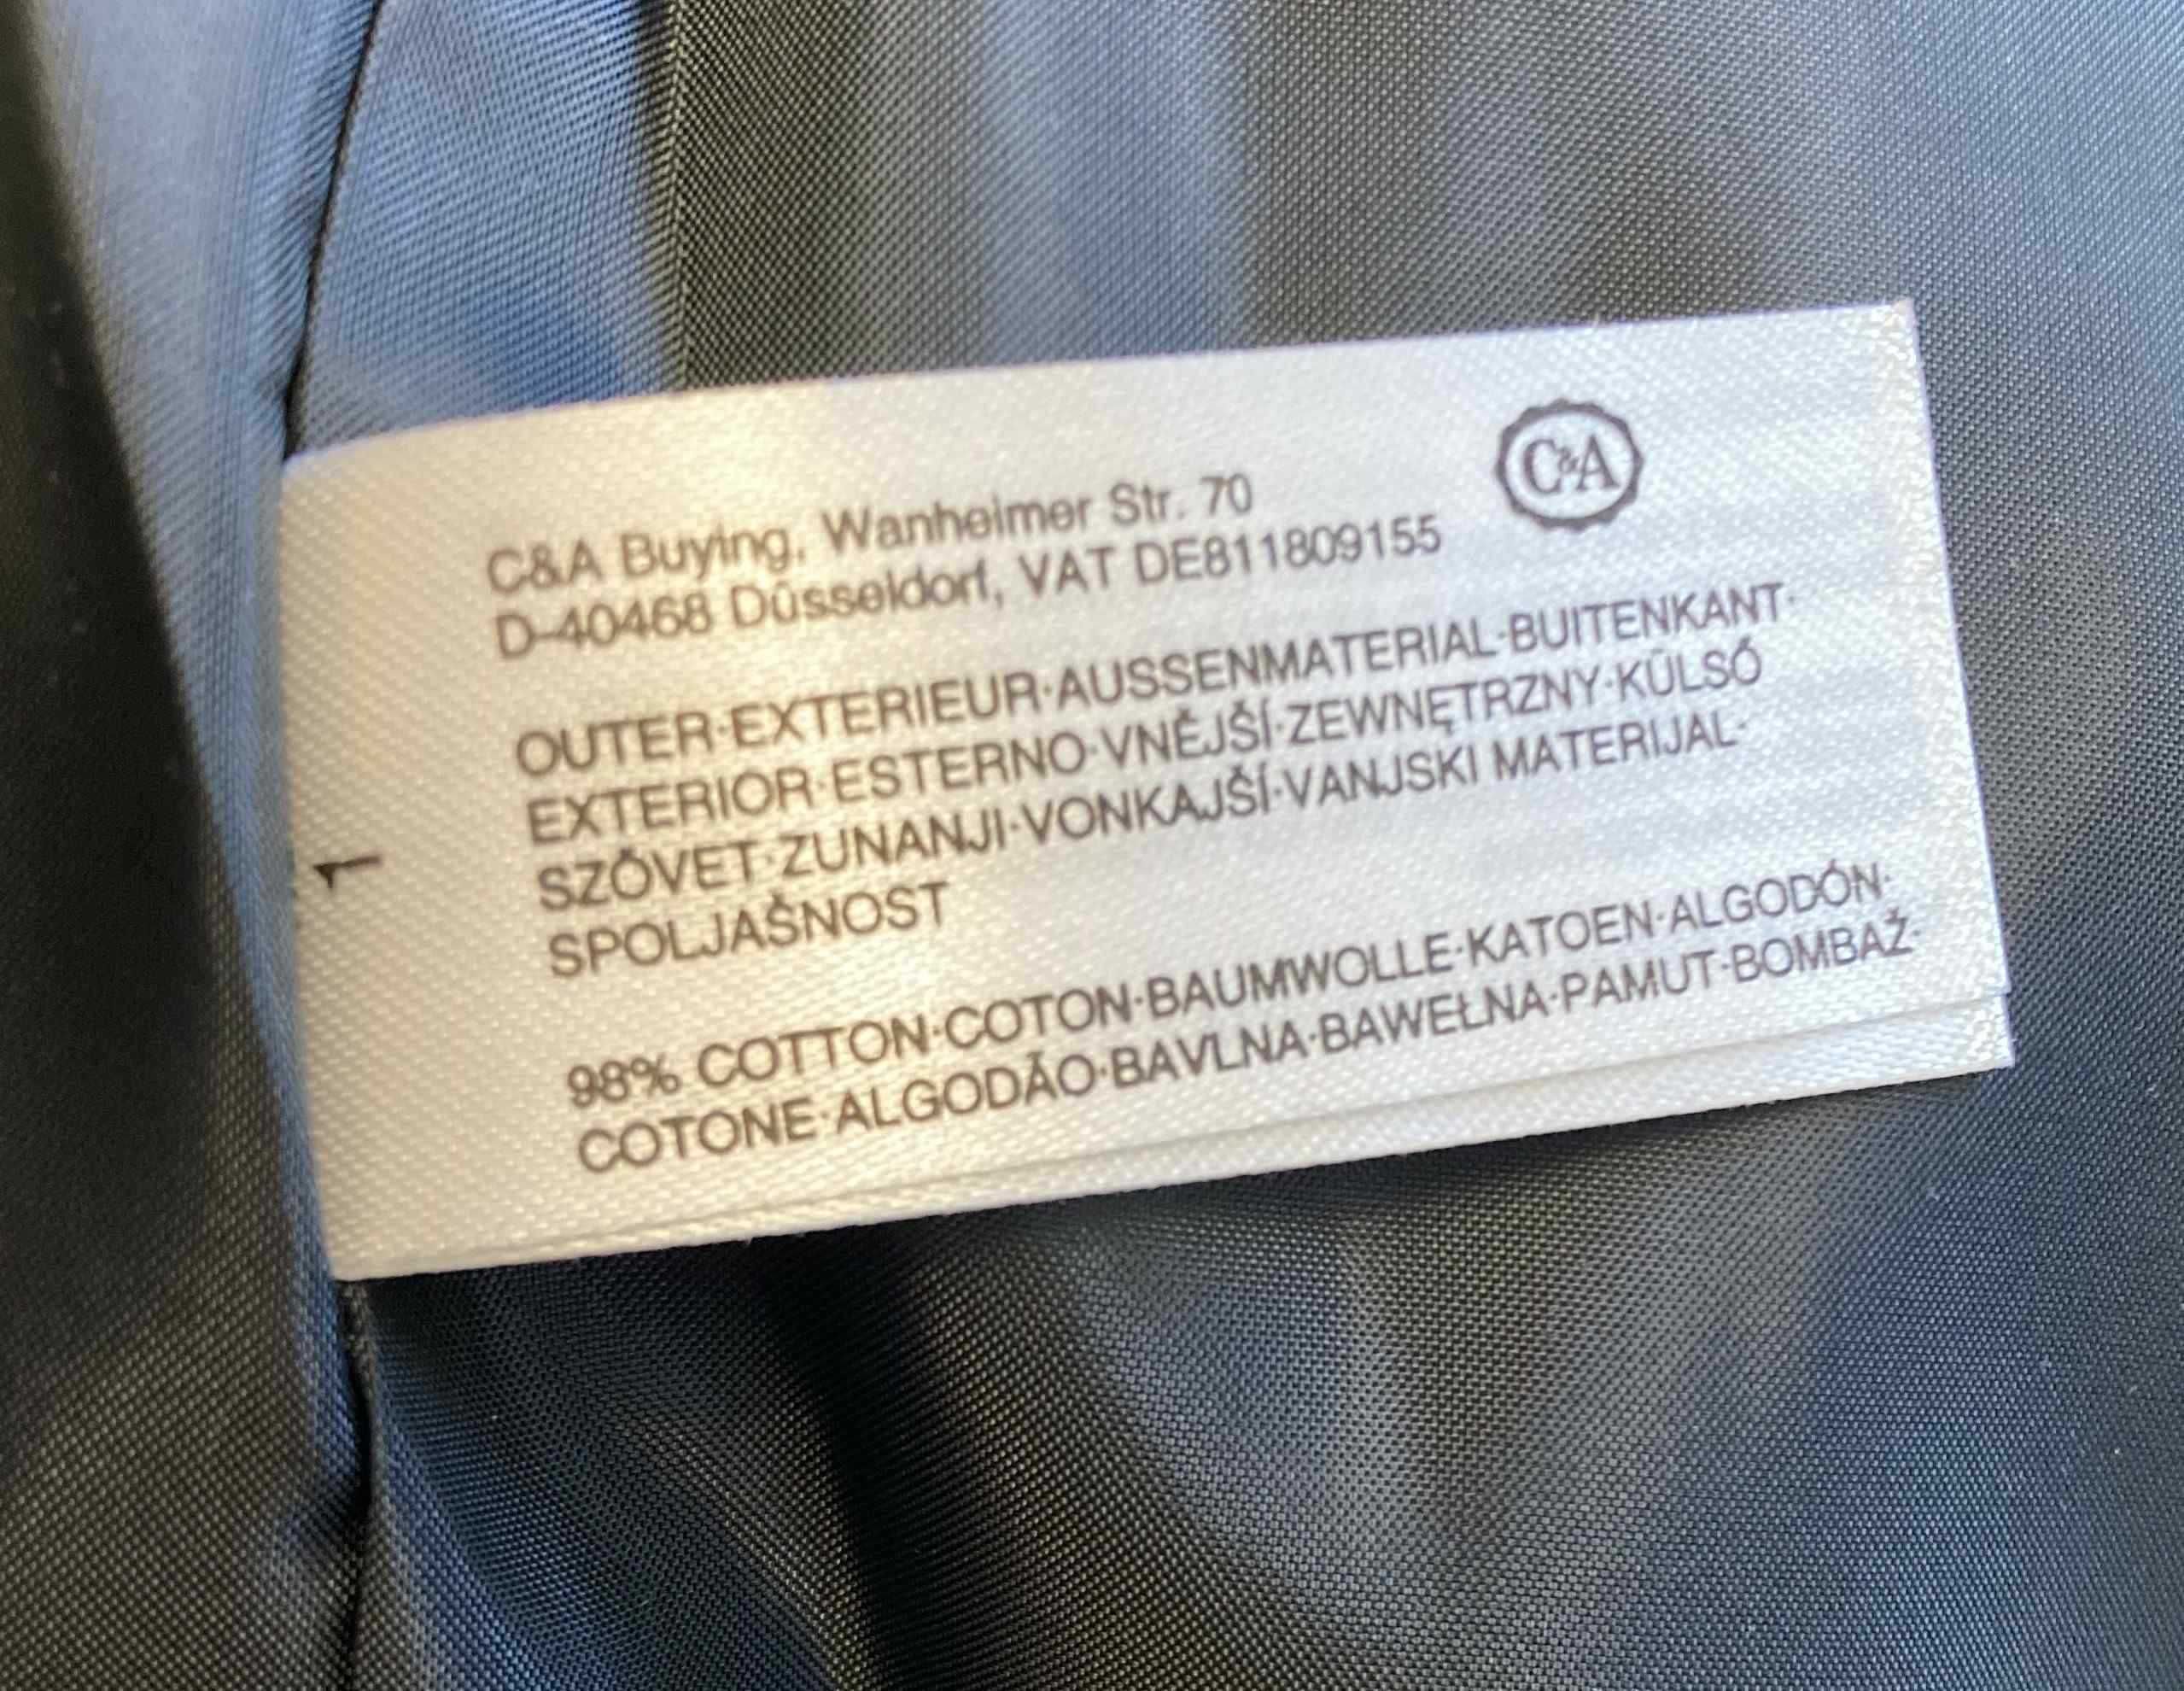 C&A
C&A Buying, Wanheimer Str. 70
D-40468 Düsseldorf, VAT DE811809155
OUTER·EXTERIEUR·AUSSENMATERIAL·BUITENKANT·
EXTERIOR·ESTERNO·VNĚJŠÍ·ZEWNĘTRZNY·KÜLSŐ
SZÖVET·ZUNANJI·VONKAJŠÍ·VANJSKI MATERIJAL·
SPOLJAŠNOST
98% COTTON·COTON·BAUMWOLLE·KATOEN·ALGODÓN·
COTONE·ALGODÃO·BAVLNA·BAWEŁNA·PAMUT·BOMBAŽ·
1